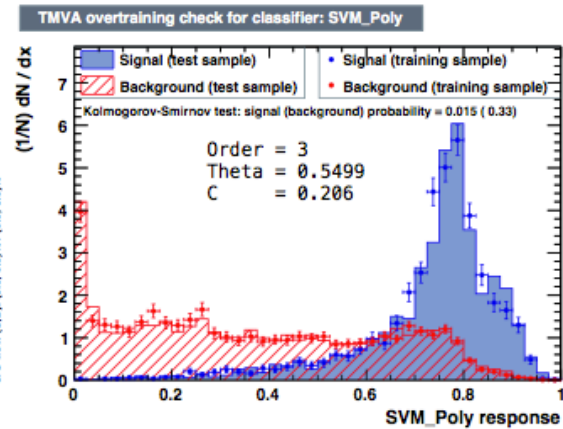 TMVA overtraining check for classifier: SVM_Poly
Signal (test sample)
Background (test sample)
Signal (training sample)
Background (training sample)
Kolmogorov-Smirnov test: signal (background) probability = 0.015 ( 0.33)
Order = 3
Theta = 0.5499
C = 0.206
(1/N) dN / dx
7
6
5
4
3
2
1
0
0 0.2 0.4 0.6 0.8 1
SVM_Poly response